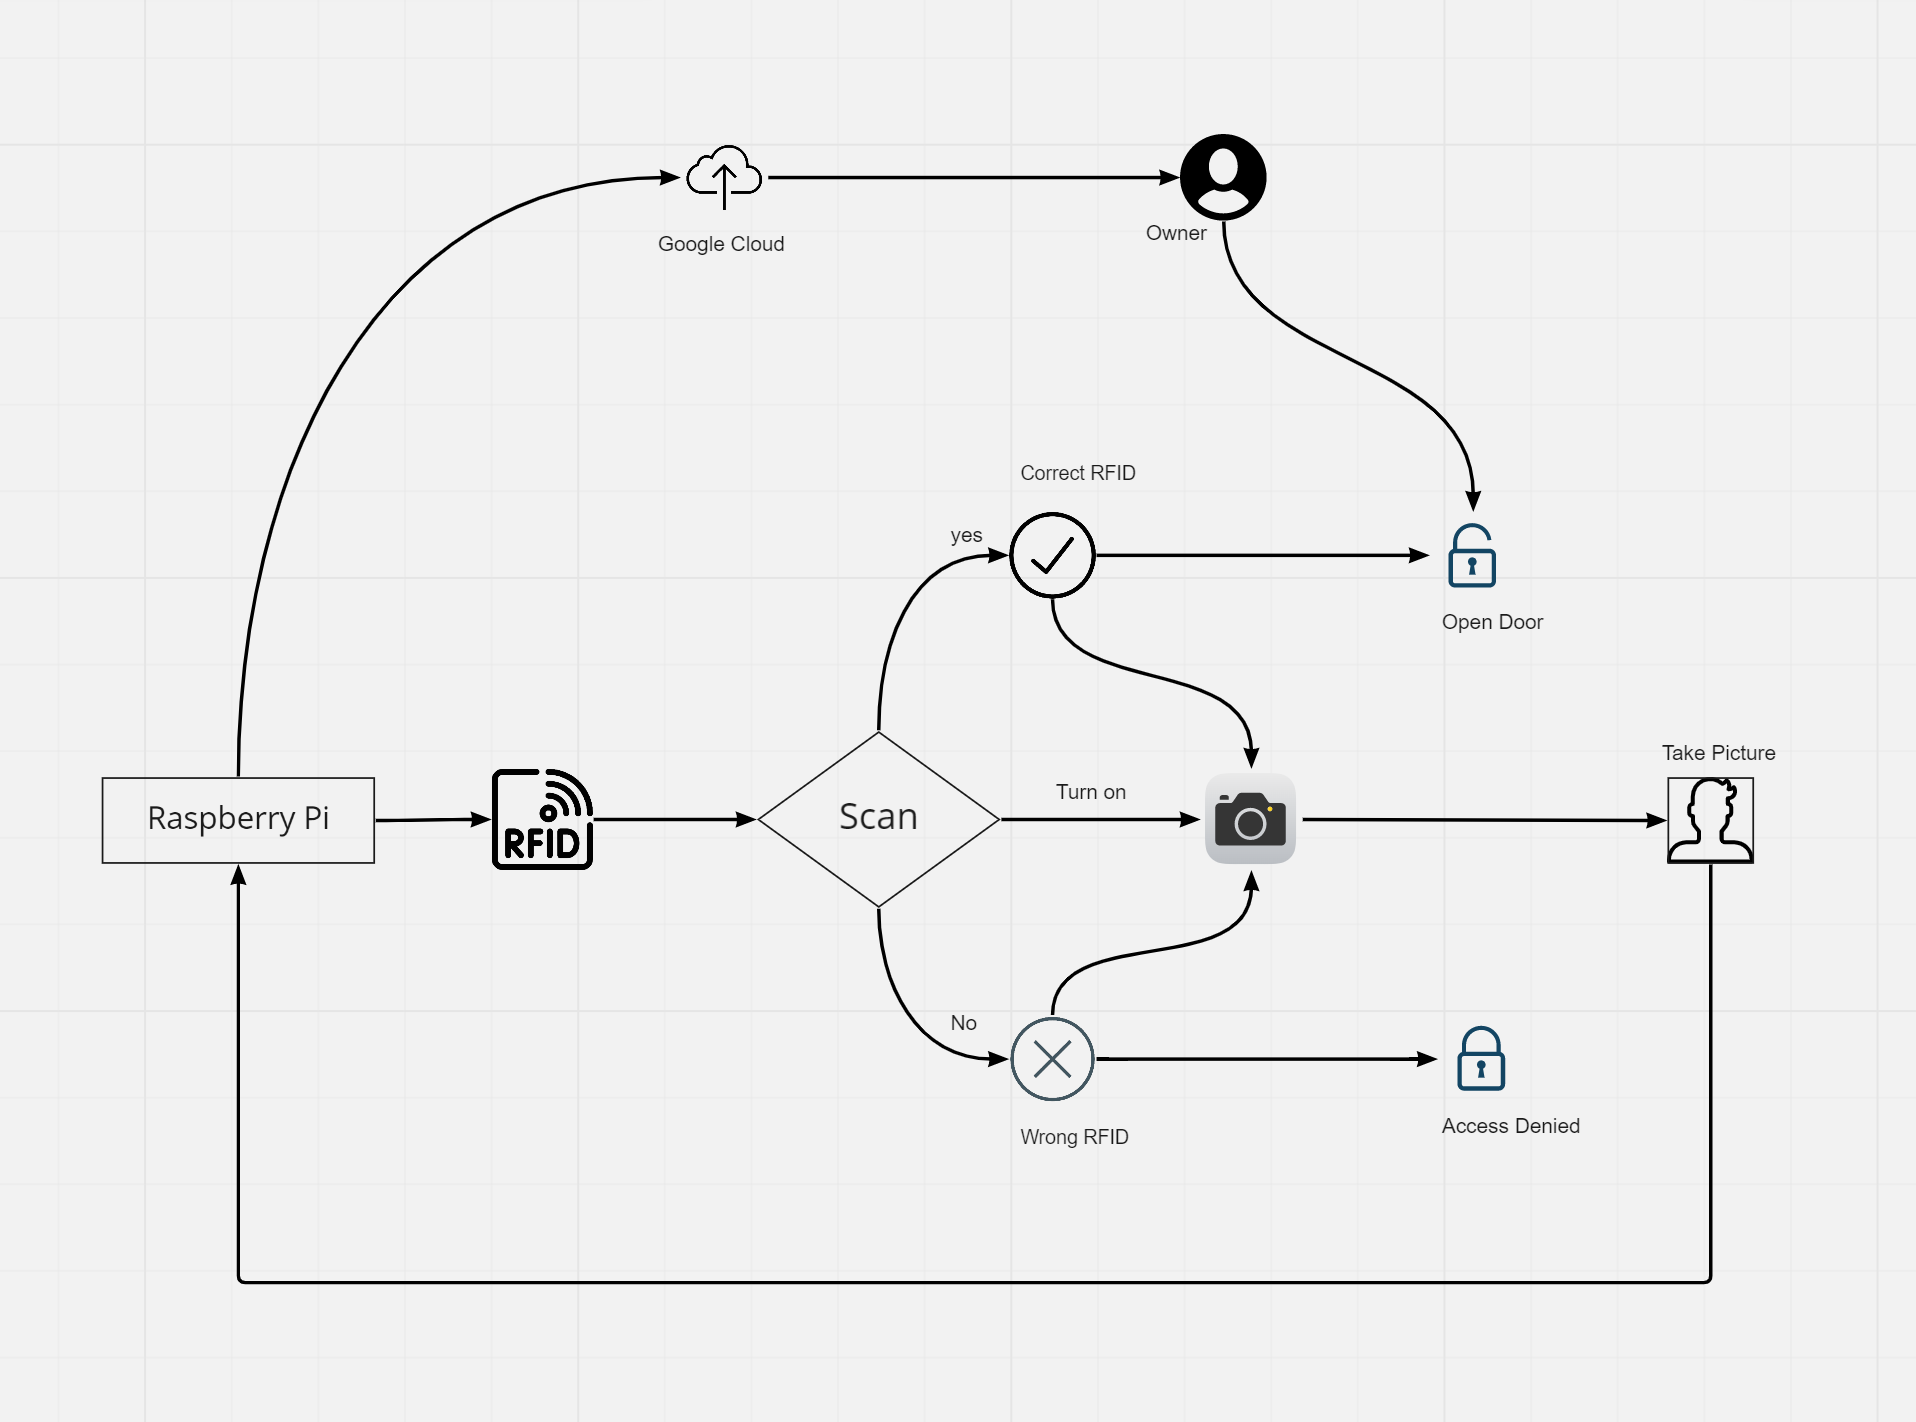 Google Cloud
Owner
Correct RFID
yes
Open Door
Take Picture
Turn on
Raspberry Pi
RFID
Scan
No
Wrong RFID
Access Denied